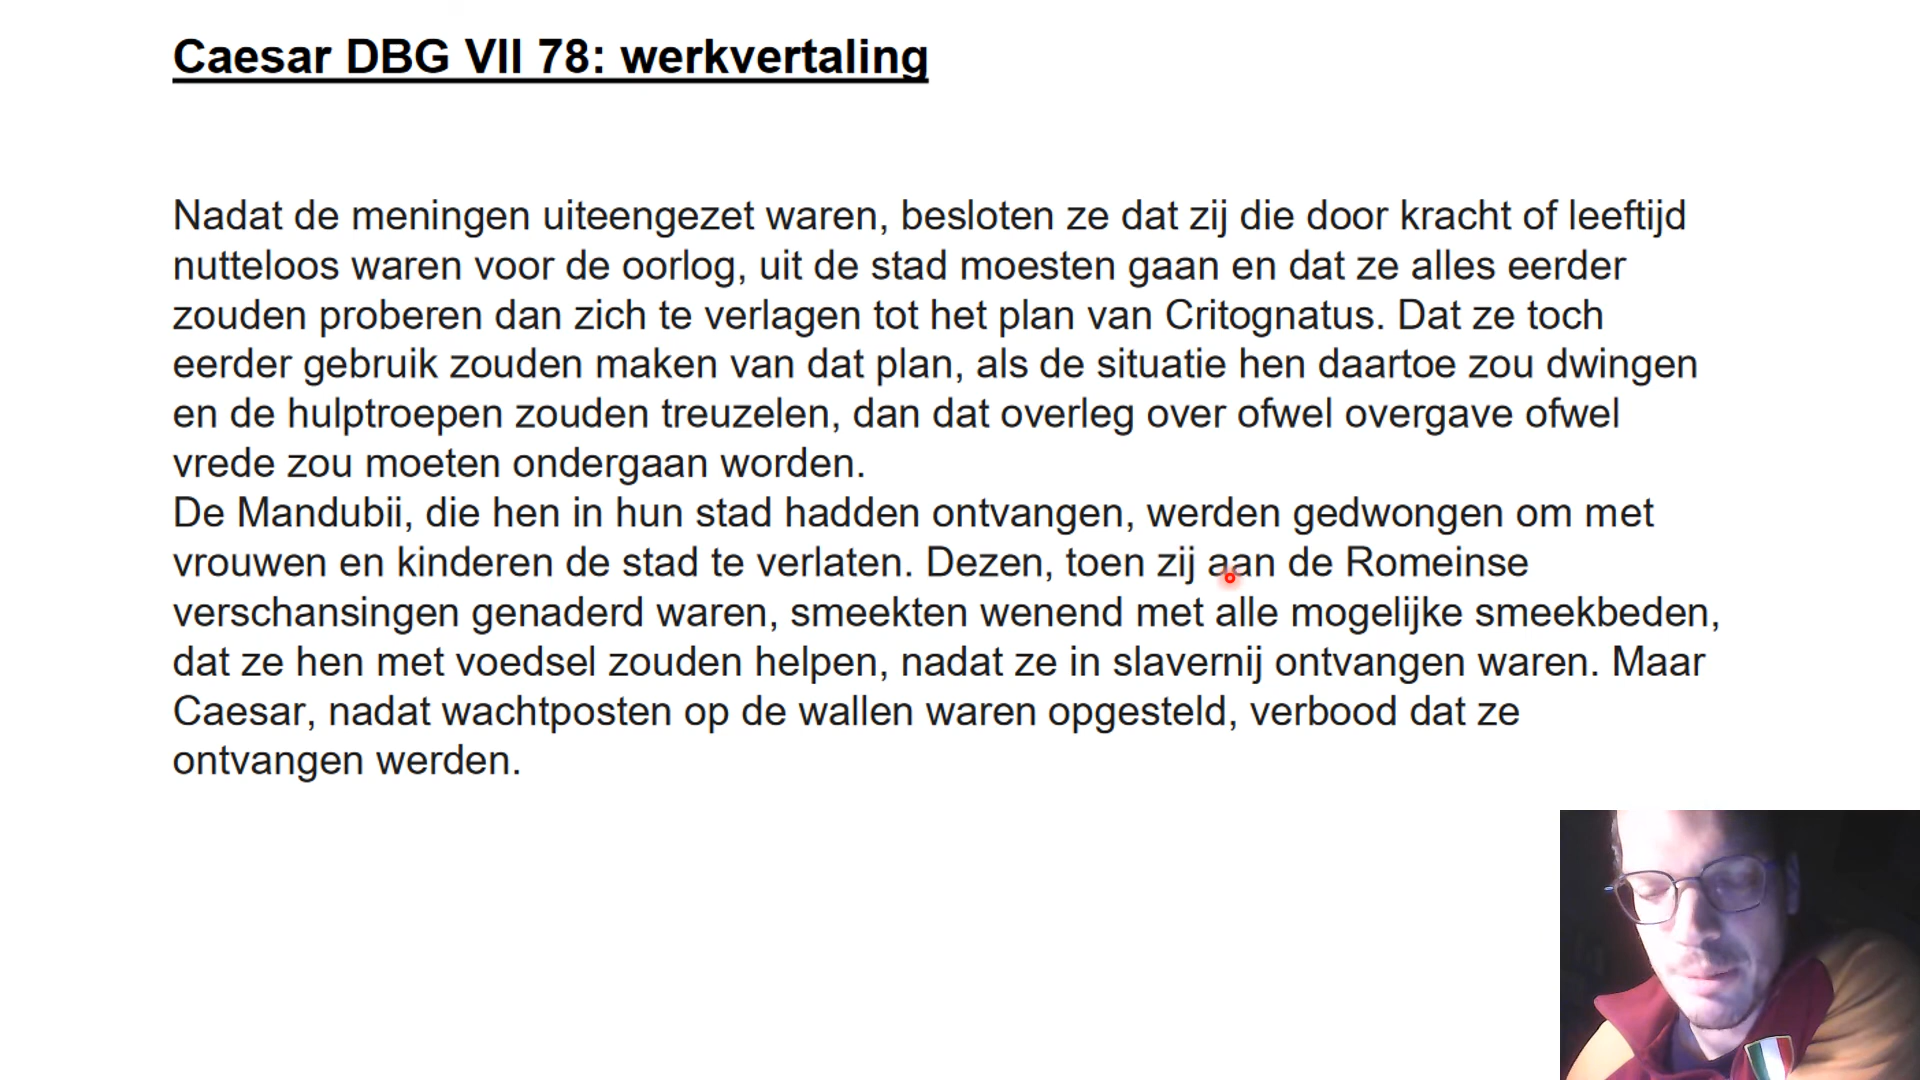 Caesar DBG VII 78: werkvertaling
Nadat de meningen uiteengezet waren, besloten ze dat zij die door kracht of leeftijd
nutteloos waren voor de oorlog, uit de stad moesten gaan en dat ze alles eerder
zouden proberen dan zich te verlagen tot het plan van Critognatus. Dat ze toch
eerder gebruik zouden maken van dat plan, als de situatie hen daartoe zou dwingen
en de hulptroepen zouden treuzelen, dan dat overleg over ofwel overgave ofwel
vrede zou moeten ondergaan worden.
De Mandubii, die hen in hun stad hadden ontvangen, werden gedwongen om met
vrouwen en kinderen de stad te verlaten. Dezen, toen zij aan de Romeinse
verschansingen genaderd waren, smeekten wenend met alle mogelijke smeekbeden,
dat ze hen met voedsel zouden helpen, nadat ze in slavernij ontvangen waren. Maar
Caesar, nadat wachtposten op de wallen waren opgesteld, verbood dat ze
ontvangen werden.